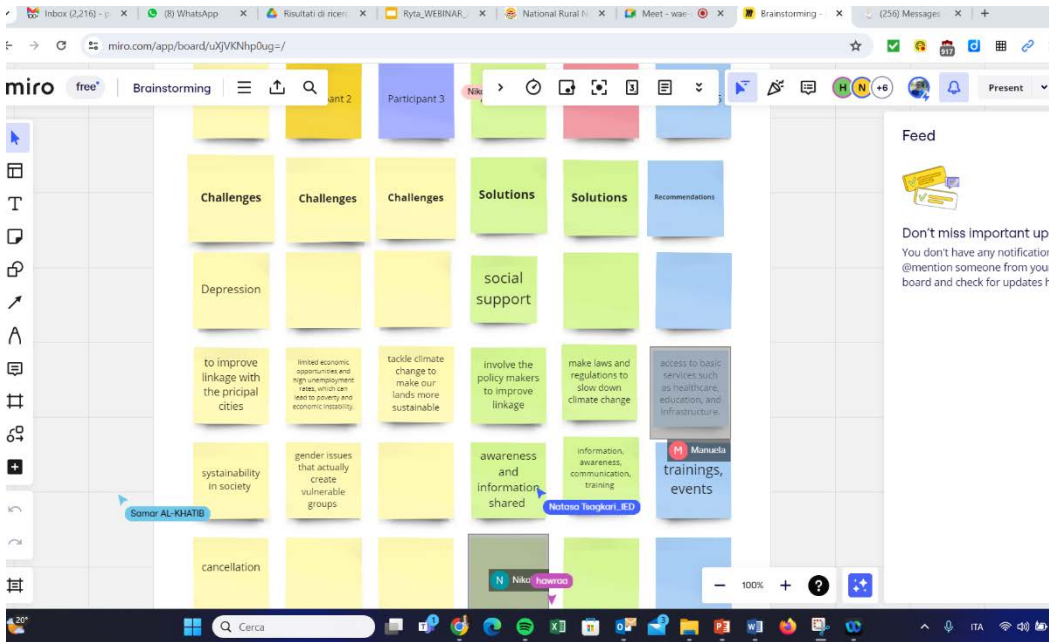 Inbox (2,216) - p
(8) WhatsApp
Risultati di ricerc
Ryta_WEBINAR_
National Rural N
Meet - wae-
Brainstorming -
(256) Messages
miro.com/app/board/uXjVKNhp0ug=/
917
miro
free
Brainstorming
3
H
N
+6
Present
ant 2
Participant 3
Nik
5
Feed
Don't miss important up
You don't have any notification
@mention someone from your
board and check for updates h
Challenges
Challenges
Challenges
Solutions
Solutions
Recommendations
Depression
social
support
to improve
linkage with
the pricipal
cities
limited economic
opportunities and
high unemployment
rates, which can
lead to poverty and
economic instability.
tackle climate
change to
make our
lands more
sustainable
involve the
policy makers
to improve
linkage
make laws and
regulations to
slow down
climate change
access to basic
services such
as healthcare,
education, and
infrastructure.
M Manuela
systainability
in society
gender issues
that actually
create
vulnerable
groups
awareness
and
information
shared
information,
awareness,
communication,
training
trainings,
events
Samar AL-KHATIB
Natasa Tsagkari_IED
cancellation
N Niko
hawraa
100%
?
20°
Cerca
ITA